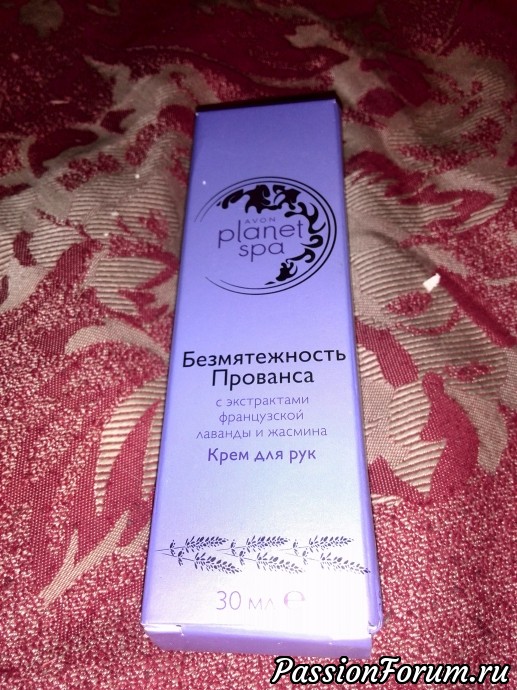 AVON
planet
spa
Безмятежность
Прованса
с экстрактами
французской
лаванды и жасмина
Крем для рук
30 мл ℮
PassionForum.ru